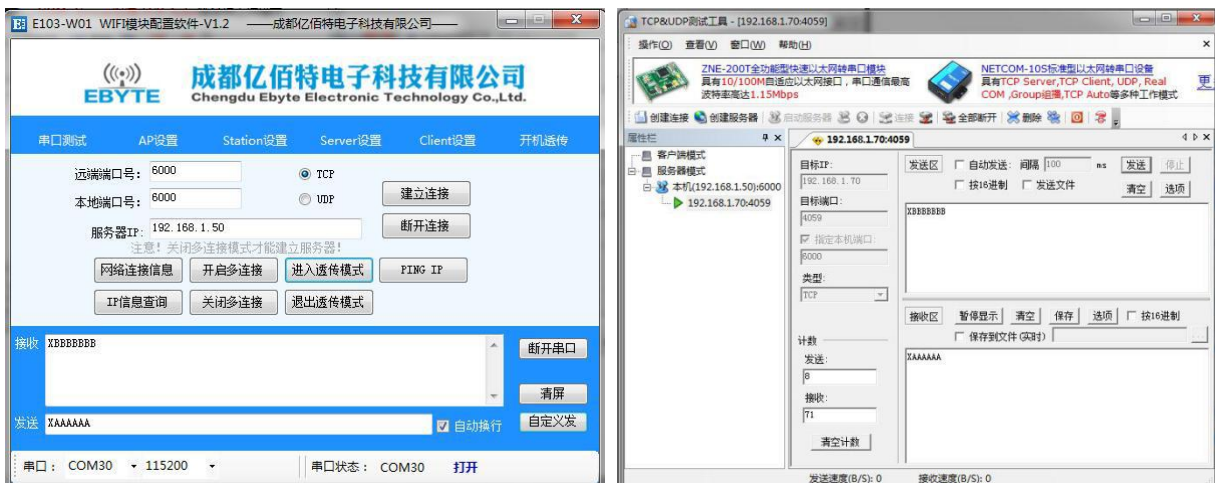 E103-W01 WIFI模块配置软件-V1.2 ——成都亿佰特电子科技有限公司——
EBYTE
成都亿佰特电子科技有限公司
Chengdu Ebyte Electronic Technology Co.,Ltd.
串口测试 AP设置 Station设置 Server设置 Client设置 开机透传
远端端口号: 6000 TCP 建立连接
本地端口号: 6000 UDP
服务器IP: 192.168.1.50 断开连接
注意! 关闭多连接模式才能建立服务器!
网络连接信息 开启多连接 进入透传模式 PING IP
IP信息查询 关闭多连接 退出透传模式
接收 XBBBBBBB 断开串口
清屏
发送 XAAAAAA 自动换行 自定义发
串口: COM30 115200 串口状态: COM30 打开
TCP&UDP测试工具 - [192.168.1.70:4059]
操作(O) 查看(V) 窗口(W) 帮助(H)
ZNE-200T全功能型快速以太网转串口模块
具有10/100M自适应以太网接口,串口通信最高
波特率高达1.15Mbps
NETCOM-10S标准型以太网转串口设备
具有TCP Server,TCP Client, UDP, Real
COM ,Group组播,TCP Auto等多种工作模式
更
创建连接 创建服务器 启动服务器 连接 全部断开 删除
属性栏
客户端模式
服务器模式
本机(192.168.1.50):6000
192.168.1.70:4059
192.168.1.70:4059
目标IP:
192.168.1.70
目标端口:
4059
指定本机端口:
6000
类型:
TCP
计数
发送:
8
接收:
71
清空计数
发送区 自动发送: 间隔 100 ms 发送 停止
按16进制 发送文件 清空 选项
XBBBBBBB
接收区 暂停显示 清空 保存 选项 按16进制
保存到文件(实时)
XAAAAAA
发送速度(B/S): 0 接收速度(B/S): 0